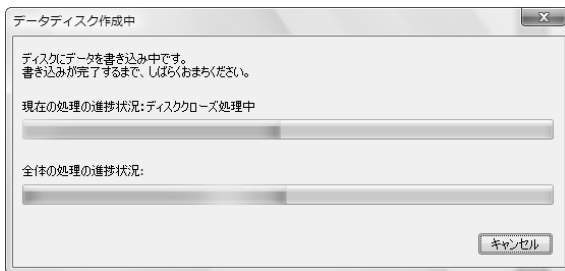 データディスク作成中
ディスクにデータを書き込み中です。
書き込みが完了するまで、しばらくおまちください。
現在の処理の進捗状況：ディスククローズ処理中
全体の処理の進捗状況：
キャンセル